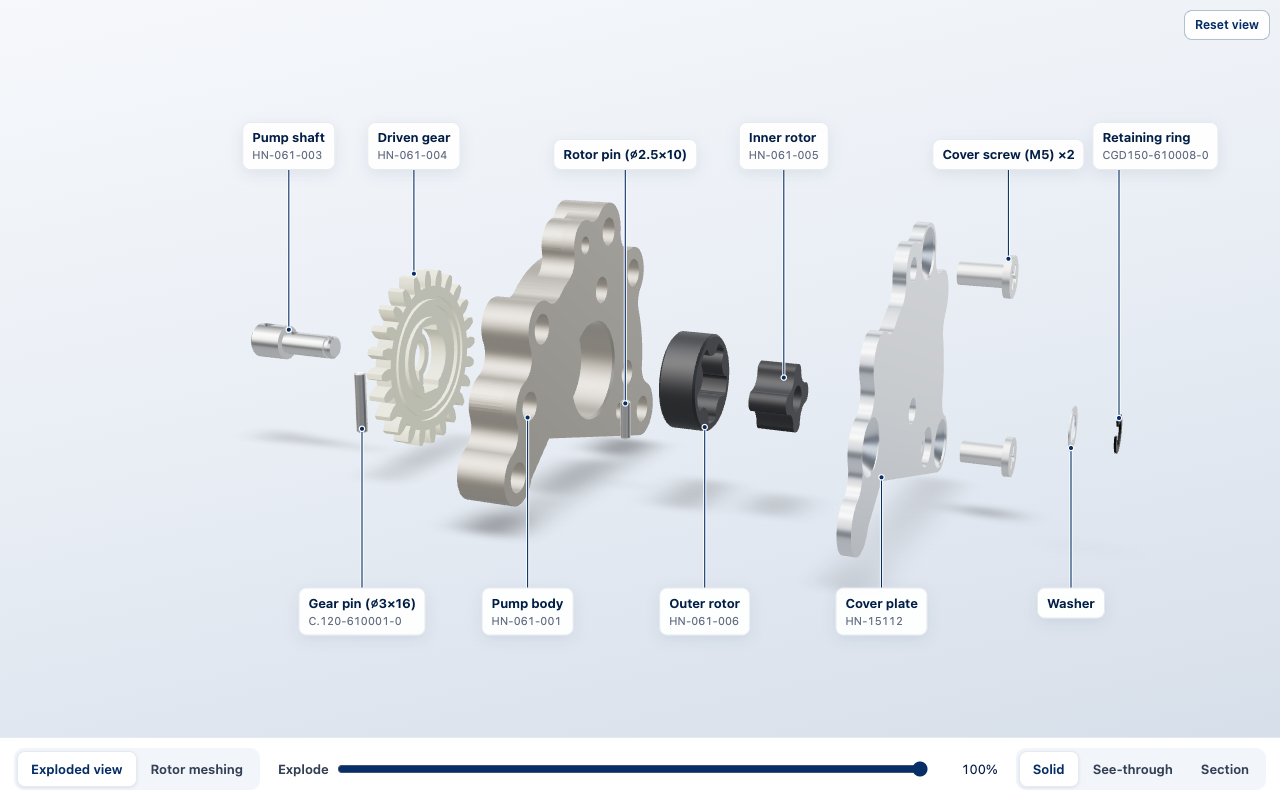 Reset view
Pump shaft
HN-061-003
Driven gear
HN-061-004
Rotor pin (⌀2.5×10)
Inner rotor
HN-061-005
Cover screw (M5) ×2
Retaining ring
CGD150-610008-0
Gear pin (⌀3×16)
C.120-610001-0
Pump body
HN-061-001
Outer rotor
HN-061-006
Cover plate
HN-15112
Washer
Exploded view
Rotor meshing
Explode
100%
Solid
See-through
Section